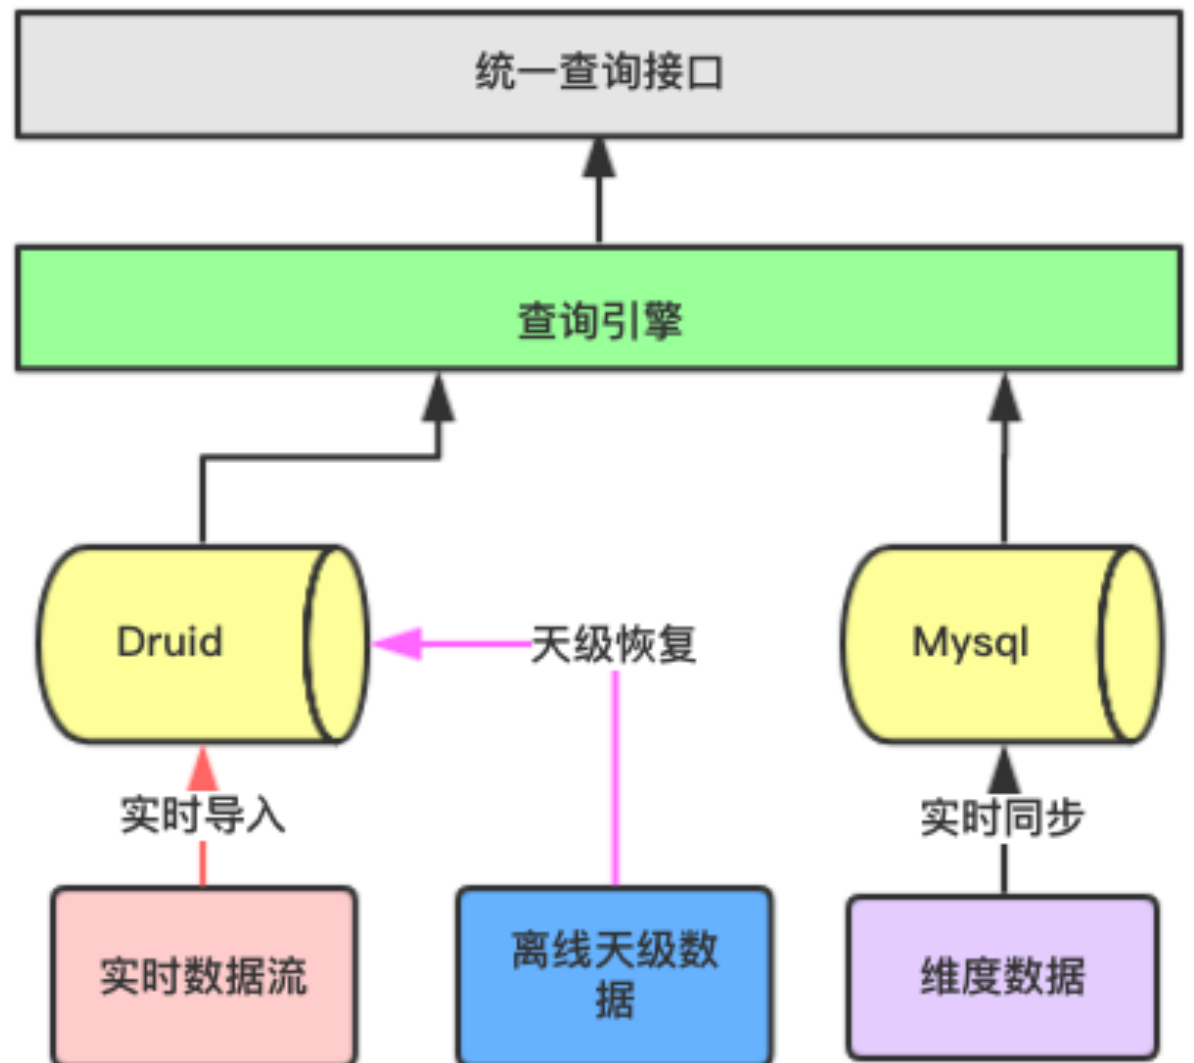 统一查询接口
查询引擎
Druid
天级恢复
Mysql
实时导入
实时同步
实时数据流
离线天级数
据
维度数据